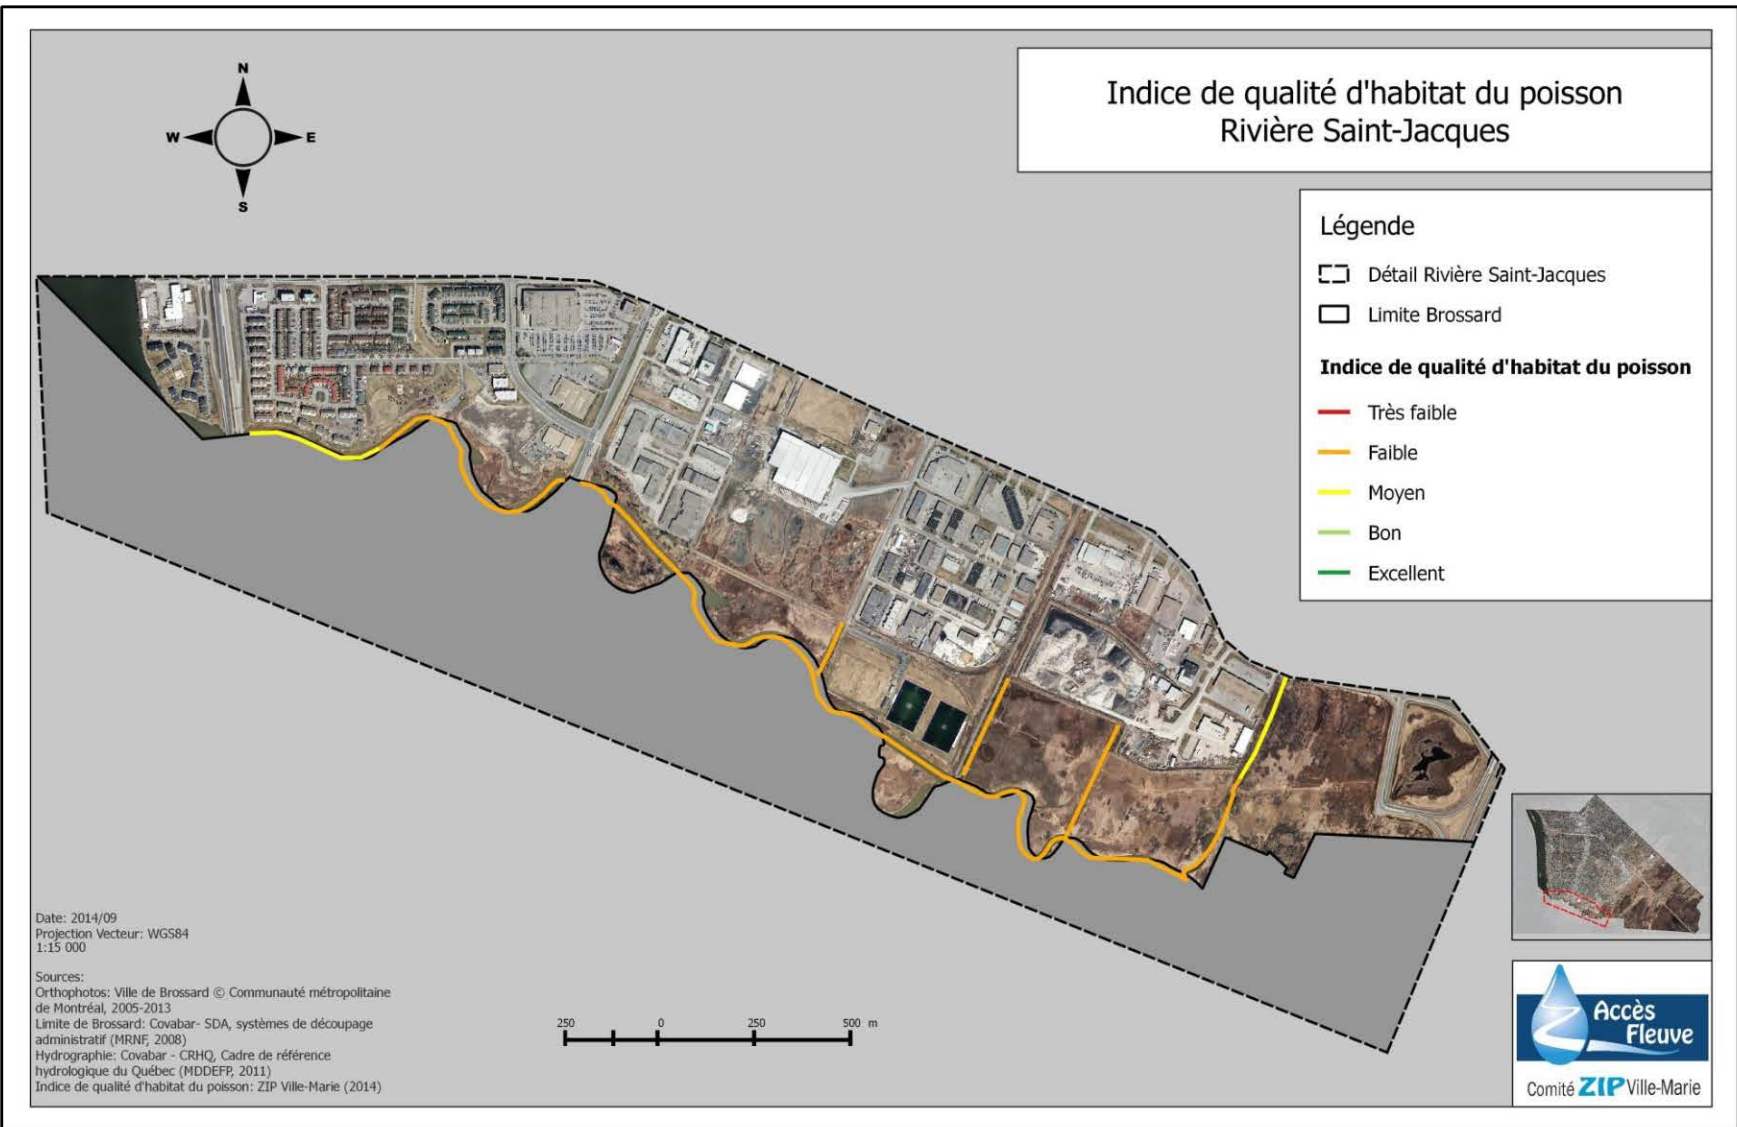 Indice de qualité d'habitat du poisson
Rivière Saint-Jacques
N
W
E
S
Légende
Détail Rivière Saint-Jacques
Limite Brossard
Indice de qualité d'habitat du poisson
Très faible
Faible
Moyen
Bon
Excellent
Date: 2014/09
Projection Vecteur: WGS84
1:15 000
Sources:
Orthophotos: Ville de Brossard © Communauté métropolitaine
de Montréal, 2005-2013
Limite de Brossard: Covabar- SDA, systèmes de découpage
administratif (MRNF, 2008)
Hydrographie: Covabar - CRHQ, Cadre de référence
hydrologique du Québec (MDDEFP, 2011)
Indice de qualité d'habitat du poisson: ZIP Ville-Marie (2014)
250 0 250 500 m
Accès
Fleuve
Comité ZIP Ville-Marie